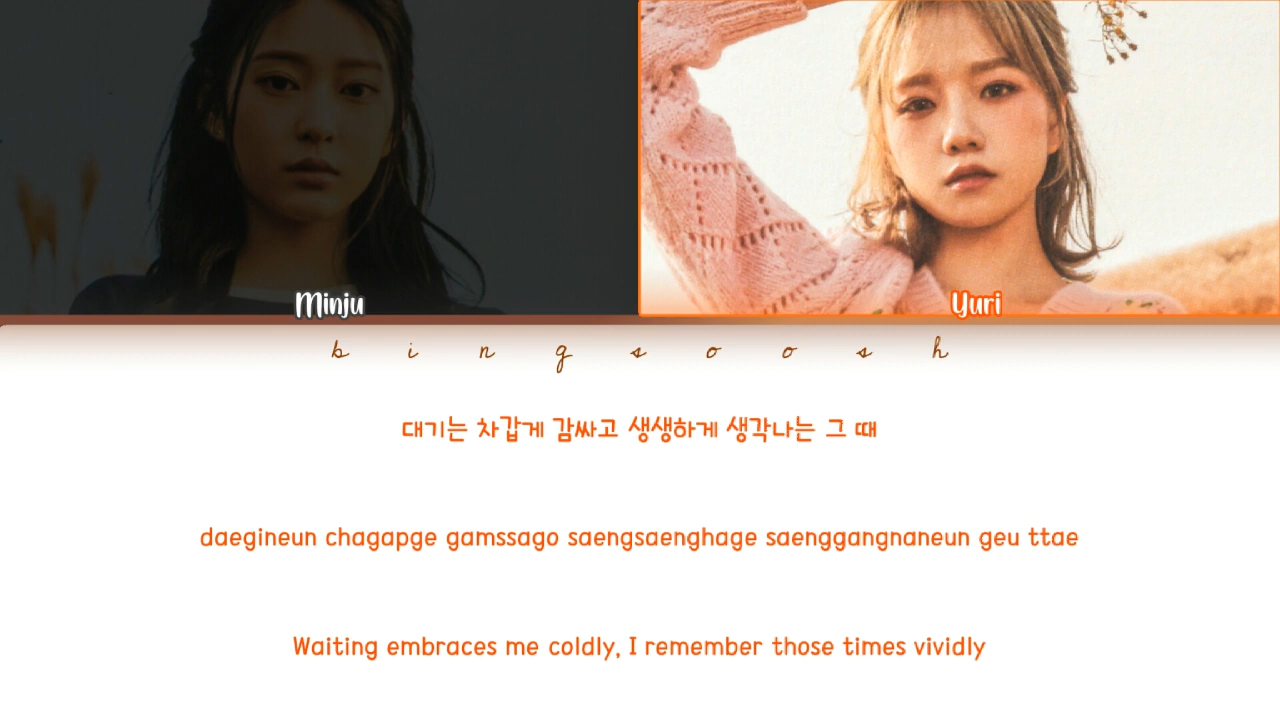 Minju
Yuri
b i n g s o o s h
대기는 차갑게 감싸고 생생하게 생각나는 그 때
daegineun chagapge gamssago saengsaenghage saenggangnaneun geu ttae
Waiting embraces me coldly, I remember those times vividly